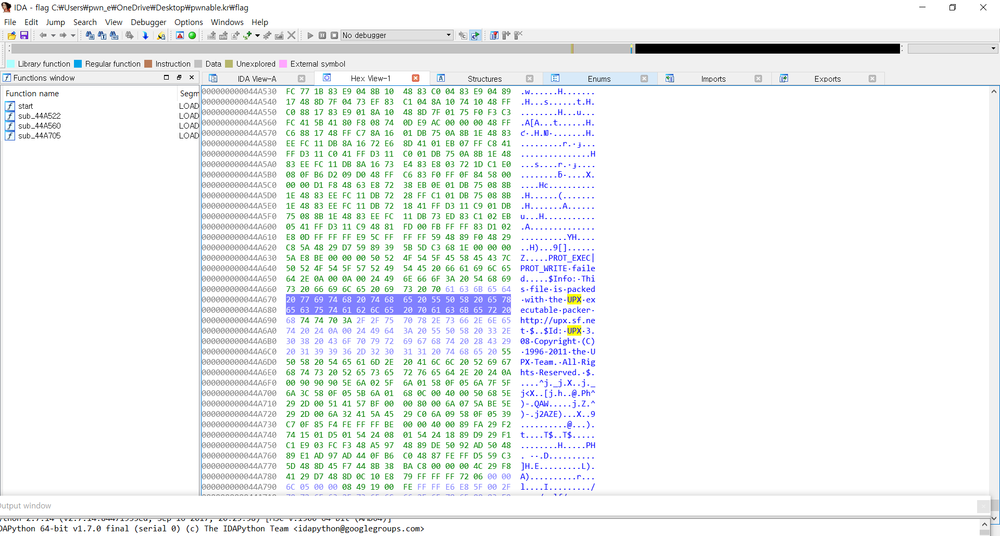 IDA - flag C:₩Users₩pwn_e₩OneDrive₩Desktop₩pwnable.kr₩flag
File Edit Jump Search View Debugger Options Windows Help
No debugger
Library function Regular function Instruction Data Unexplored External symbol
Functions window
IDA View-A Hex View-1 Structures Enums Imports Exports
Function name Segm
start LOAD
sub_44A522 LOAD
sub_44A560 LOAD
sub_44A705 LOAD
000000000044A530 FC 77 1B 83 E9 04 8B 10 48 83 C0 04 83 E9 04 89 .w.....H.......
000000000044A540 17 48 8D 7F 04 73 EF 83 C1 04 8A 10 74 10 48 FF .H...s......t.H.
000000000044A550 C0 88 17 83 E9 01 8A 10 48 8D 7F 01 75 F0 F3 C3 ........H...u...
000000000044A560 FC 41 5B 41 80 F8 08 74 0D E9 AC 00 00 00 48 FF .A[A...t......H.
000000000044A570 C6 88 17 48 FF C7 8A 16 01 DB 75 0A 8B 1E 48 83
000000000044A580 EE FC 11 DB 8A 16 72 E6 8D 41 01 EB 07 FF C8 41
000000000044A590 FF D3 11 C0 41 FF D3 11 C0 01 DB 75 0A 8B 1E 48 ...............H
000000000044A5A0 83 EE FC 11 DB 8A 16 73 E4 83 E8 03 72 1D C1 E0
000000000044A5B0 08 0F B6 D2 09 D0 48 FF C6 83 F0 FF 0F 84 58 00
000000000044A5C0 00 00 D1 F8 48 63 E8 72 38 EB 0E 01 DB 75 08 8B ....Hc..........
000000000044A5D0 1E 48 83 EE FC 11 DB 72 28 FF C1 01 DB 75 08 8B .H......(.......
000000000044A5E0 1E 48 83 EE FC 11 DB 72 18 41 FF D3 11 C9 01 DB .H.......A......
000000000044A5F0 75 08 8B 1E 48 83 EE FC 11 DB 73 ED 83 C1 02 EB u...H...........
000000000044A600 05 41 FF D3 11 C9 48 81 FD 00 FB FF FF 83 D1 02 .A..............
000000000044A610 E8 0D FF FF FF E9 5C FF FF FF 59 48 89 F0 48 29 ..........YH....
000000000044A620 C8 5A 48 29 D7 59 89 39 5B 5D C3 68 1E 00 00 00 ..H)...9[]......
000000000044A630 5A E8 BE 00 00 00 50 52 4F 54 5F 45 58 45 43 7C Z.....PROT_EXEC|
000000000044A640 50 52 4F 54 5F 57 52 49 54 45 20 66 61 69 6C 65 PROT_WRITE·faile
000000000044A650 64 2E 0A 00 0A 00 24 49 6E 66 6F 3A 20 54 68 69 d.....$Info:·Thi
000000000044A660 73 20 66 69 6C 65 20 69 73 20 70 61 63 6B 65 64 s·file·is·packed
000000000044A670 20 77 69 74 68 20 74 68 65 20 55 50 58 20 65 78 ·with·the·UPX·ex
000000000044A680 65 63 75 74 61 62 6C 65 20 70 61 63 6B 65 72 20 ecutable·packer·
000000000044A690 68 74 74 70 3A 2F 2F 75 70 78 2E 73 66 2E 6E 65 http://upx.sf.ne
000000000044A6A0 74 20 24 0A 00 24 49 64 3A 20 55 50 58 20 33 2E t·$..$Id:·UPX·3.
000000000044A6B0 30 38 20 43 6F 70 79 72 69 67 68 74 20 28 43 29 08·Copyright·(C)
000000000044A6C0 20 31 39 39 36 2D 32 30 31 31 20 74 68 65 20 55 ·1996-2011·the·U
000000000044A6D0 50 58 20 54 65 61 6D 2E 20 41 6C 6C 20 52 69 67 PX·Team.·All·Rig
000000000044A6E0 68 74 73 20 52 65 73 65 72 76 65 64 2E 20 24 0A hts·Reserved.·$.
000000000044A6F0 00 90 90 90 5E 6A 02 5F 6A 01 58 0F 05 6A 7F 5F ....^j._j.X..j._
000000000044A700 6A 3C 58 0F 05 5B 6A 01 68 0C 00 40 00 50 68 5E j<X..[j.h..@.Ph^
000000000044A710 29 2D 00 51 41 57 BF 00 00 80 00 6A 07 5A BE 5E )-.QAW.....j.Z.^
000000000044A720 29 2D 00 6A 32 41 5A 45 29 C0 6A 09 58 0F 05 39 )-.j2AZE)...X..9
000000000044A730 C7 0F 85 F4 FE FF FF BE 00 00 40 00 89 FA 29 F2 ..........@...).
000000000044A740 74 15 01 D5 01 54 24 08 01 54 24 18 89 D9 29 F1 t....T$..T$.....
000000000044A750 C1 E9 03 FC F3 48 A5 97 48 89 DE 50 92 AD 50 48 ........H.....PH
000000000044A760 89 E1 AD 97 AD 44 0F B6 C0 48 87 FE FF D5 59 C3
000000000044A770 5D 48 8D 45 F7 44 8B 38 BA C8 00 00 00 4C 29 F8 ]H.E.........L).
000000000044A780 41 29 D7 48 8D 0C 10 E8 79 FF FF FF 72 06 00 00 A)..........r...
000000000044A790 6C 05 00 00 08 49 19 00 FE FF FF E6 E8 5F 00 2F l....I........./
Output window
DAPython 64-bit v1.7.0 final (serial 0) (c) The IDAPython Team <idapython@googlegroups.com>